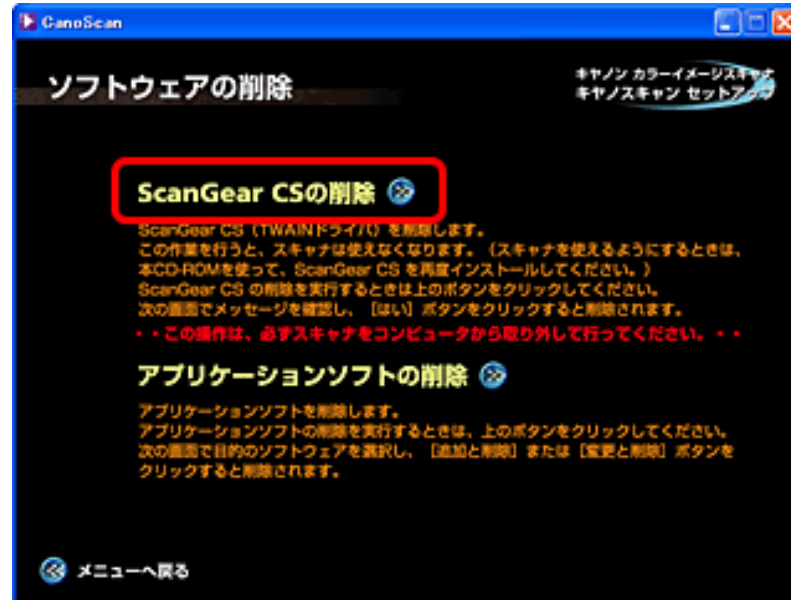 CanoScan
ソフトウェアの削除
キヤノン カラーイメージスキャナ
キヤノスキャン セットアップ
ScanGear CSの削除
ScanGear CS（TWAINドライバ）を削除します。
この作業を行うと、スキャナは使えなくなります。（スキャナを使えるようにするときは、
本CD-ROMを使って、ScanGear CS を再度インストールしてください。）
ScanGear CS の削除を実行するときは上のボタンをクリックしてください。
次の画面でメッセージを確認し、［はい］ボタンをクリックすると削除されます。
・・この操作は、必ずスキャナをコンピュータから取り外して行ってください。・・
アプリケーションソフトの削除
アプリケーションソフトを削除します。
アプリケーションソフトの削除を実行するときは、上のボタンをクリックしてください。
次の画面で目的のソフトウェアを選択し、［追加と削除］または［変更と削除］ボタンを
クリックすると削除されます。
メニューへ戻る